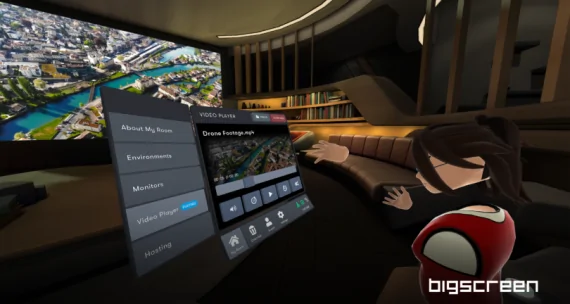 About My Room
Environments
Monitors
Video Player
Hosting
VIDEO PLAYER
Drone Footage.mp4
bigscreen